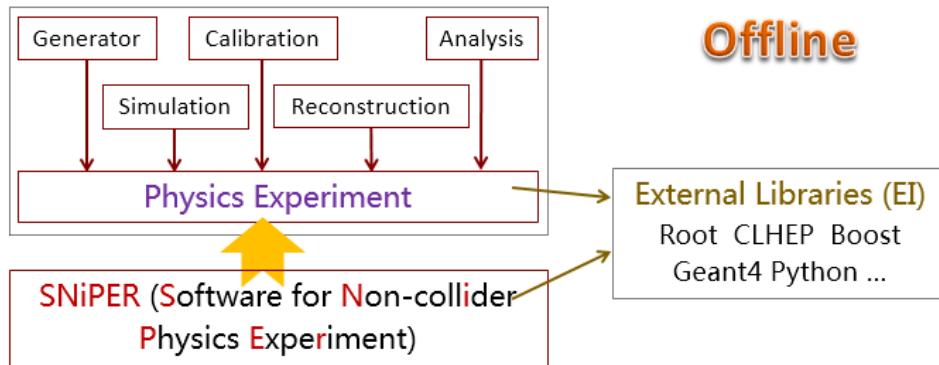 Generator
Calibration
Analysis
Offline
Simulation
Reconstruction
Physics Experiment
External Libraries (EI)
Root CLHEP Boost
Geant4 Python ...
SNiPER (Software for Non-collider
Physics Experiment)